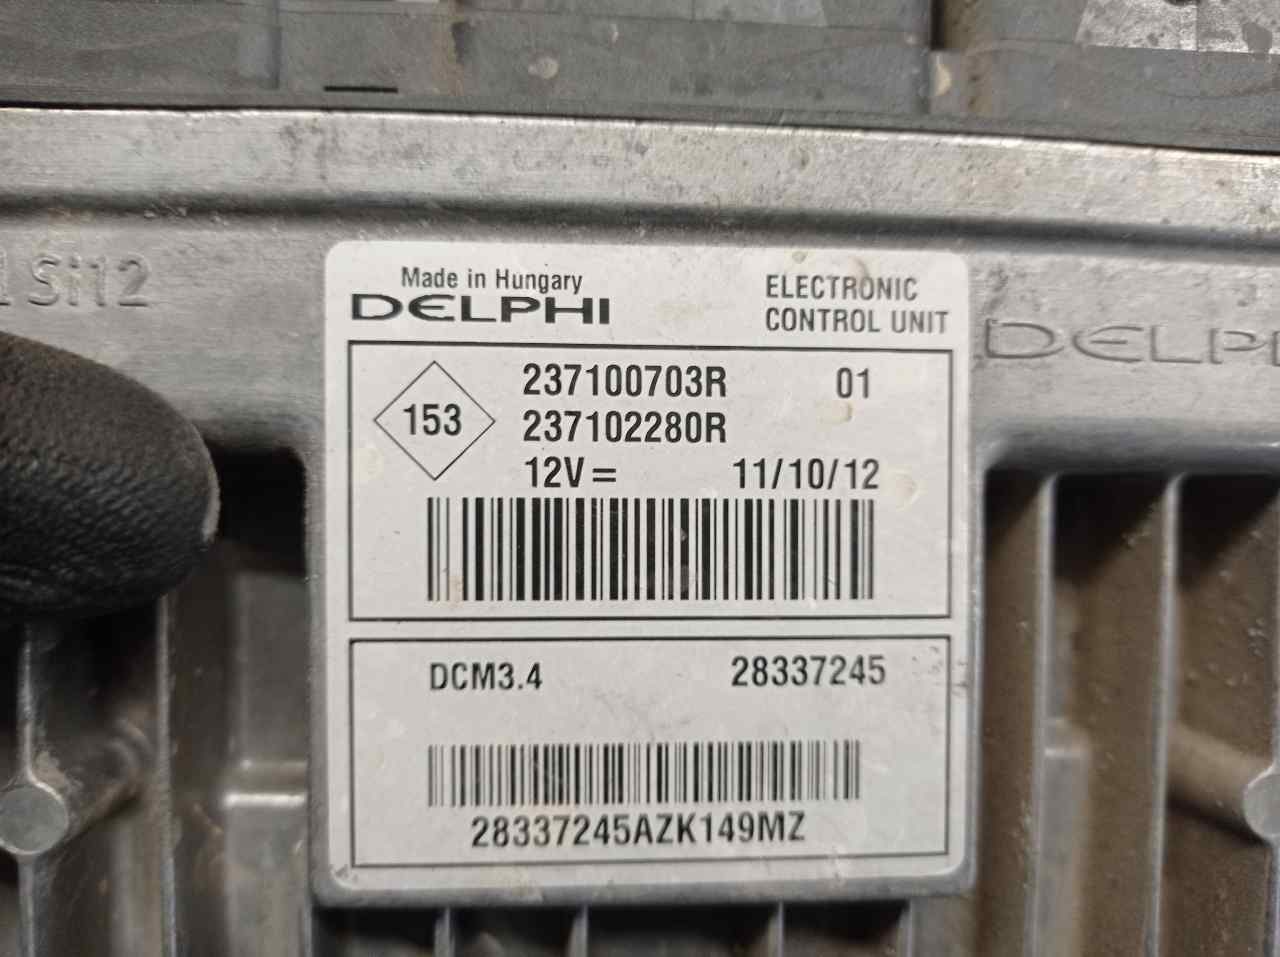 Si12
Made in Hungary
DELPHI
ELECTRONIC
CONTROL UNIT
DELPHI
153
237100703R 01
237102280R
12V= 11/10/12
DCM3.4 28337245
28337245AZK149MZ